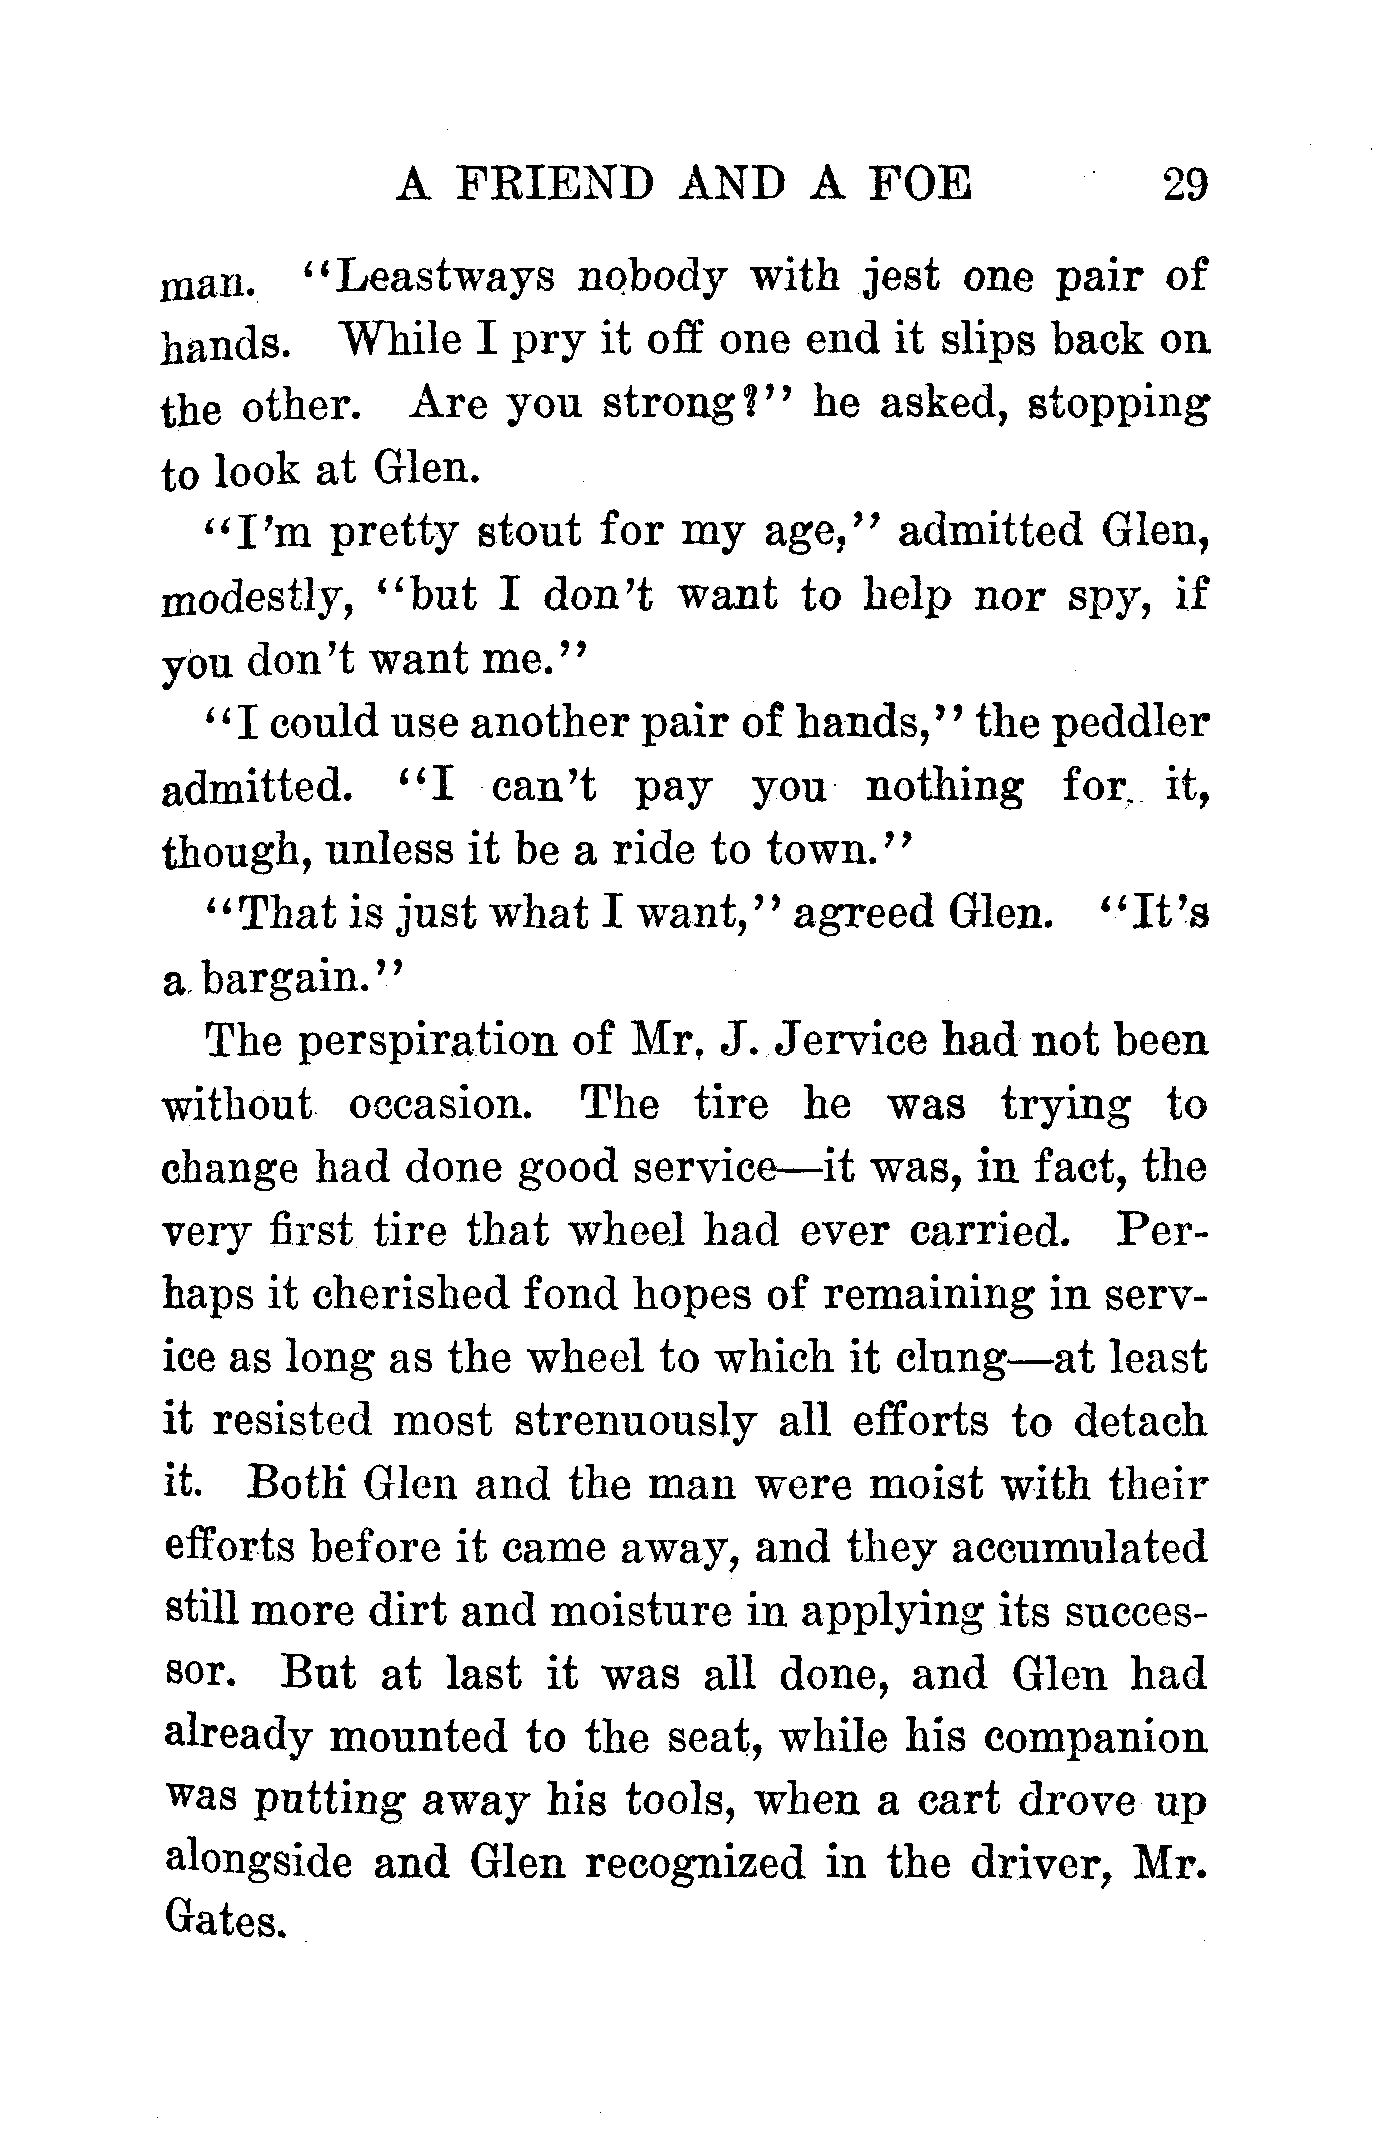 A FRIEND AND A FOE 29
man. "Leastways nobody with jest one pair of
hands. While I pry it off one end it slips back on
the other. Are you strong?" he asked, stopping
to look at Glen.
"I'm pretty stout for my age," admitted Glen,
modestly, "but I don't want to help nor spy, if
you don't want me."
"I could use another pair of hands," the peddler
admitted. "I can't pay you nothing for it,
though, unless it be a ride to town."
"That is just what I want," agreed Glen. "It's
a bargain."
The perspiration of Mr. J. Jervice had not been
without occasion. The tire he was trying to
change had done good service—it was, in fact, the
very first tire that wheel had ever carried. Per-
haps it cherished fond hopes of remaining in serv-
ice as long as the wheel to which it clung—at least
it resisted most strenuously all efforts to detach
it. Both Glen and the man were moist with their
efforts before it came away, and they accumulated
still more dirt and moisture in applying its succes-
sor. But at last it was all done, and Glen had
already mounted to the seat, while his companion
was putting away his tools, when a cart drove up
alongside and Glen recognized in the driver, Mr.
Gates.